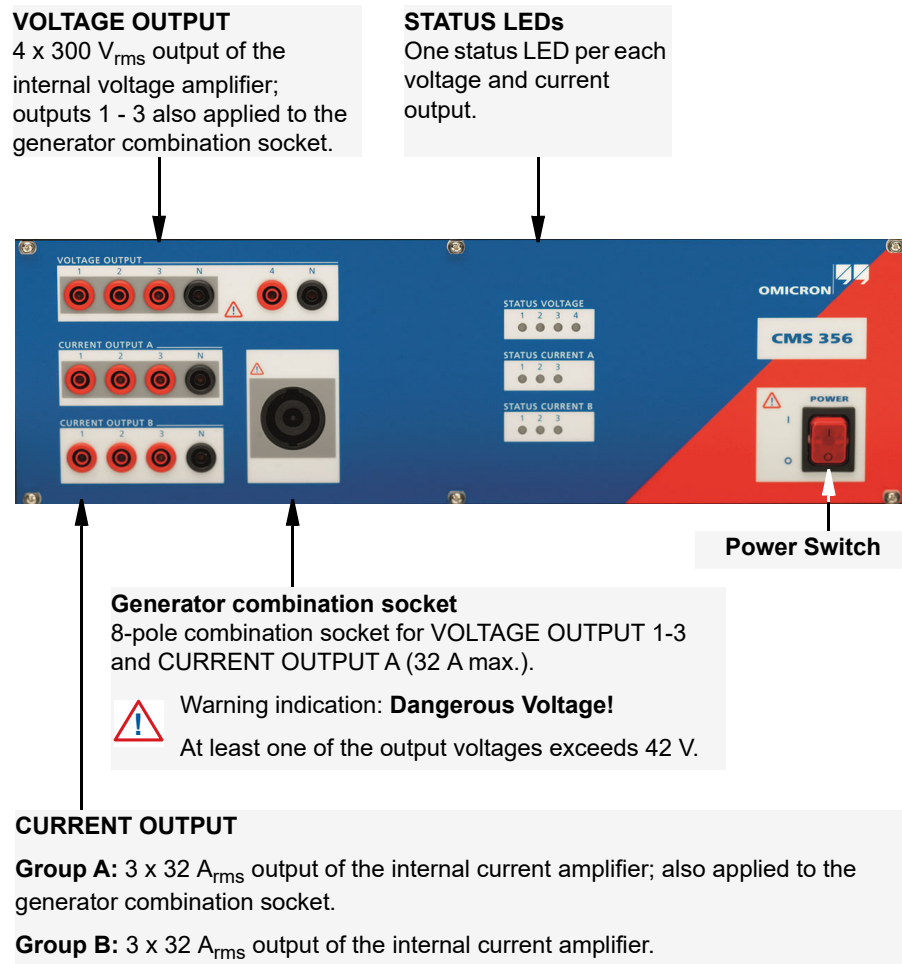 VOLTAGE OUTPUT
4 x 300 Vrms output of the
internal voltage amplifier;
outputs 1 - 3 also applied to the
generator combination socket.
STATUS LEDs
One status LED per each
voltage and current
output.
VOLTAGE OUTPUT
1 2 3 N 4 N
CURRENT OUTPUT A
1 2 3 N
CURRENT OUTPUT B
1 2 3 N
STATUS VOLTAGE
1 2 3 4
STATUS CURRENT A
1 2 3
STATUS CURRENT B
1 2 3
OMICRON
CMS 356
POWER
I
O
Power Switch
Generator combination socket
8-pole combination socket for VOLTAGE OUTPUT 1-3
and CURRENT OUTPUT A (32 A max.).
Warning indication: Dangerous Voltage!
At least one of the output voltages exceeds 42 V.
CURRENT OUTPUT
Group A: 3 x 32 Arms output of the internal current amplifier; also applied to the
generator combination socket.
Group B: 3 x 32 Arms output of the internal current amplifier.